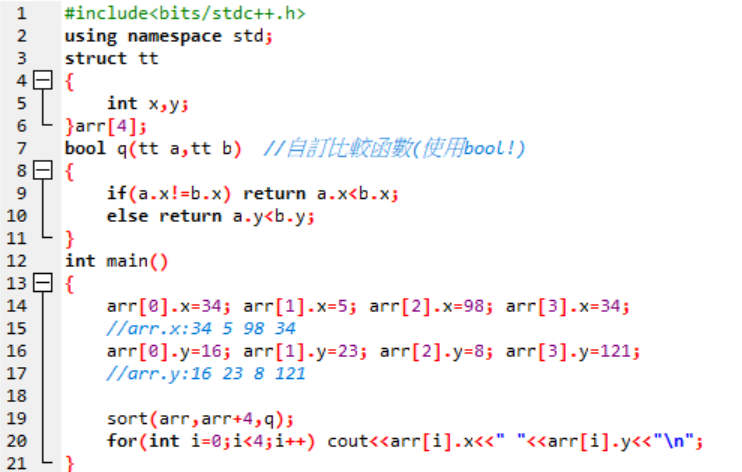 1 #include<bits/stdc++.h>
2 using namespace std;
3 struct tt
4 {
5     int x,y;
6 }arr[4];
7 bool q(tt a,tt b)  //自訂比較函數(使用bool!)
8 {
9     if(a.x!=b.x) return a.x<b.x;
10     else return a.y<b.y;
11 }
12 int main()
13 {
14     arr[0].x=34; arr[1].x=5; arr[2].x=98; arr[3].x=34;
15     //arr.x:34 5 98 34
16     arr[0].y=16; arr[1].y=23; arr[2].y=8; arr[3].y=121;
17     //arr.y:16 23 8 121
18
19     sort(arr,arr+4,q);
20     for(int i=0;i<4;i++) cout<<arr[i].x<<" "<<arr[i].y<<"\n";
21 }